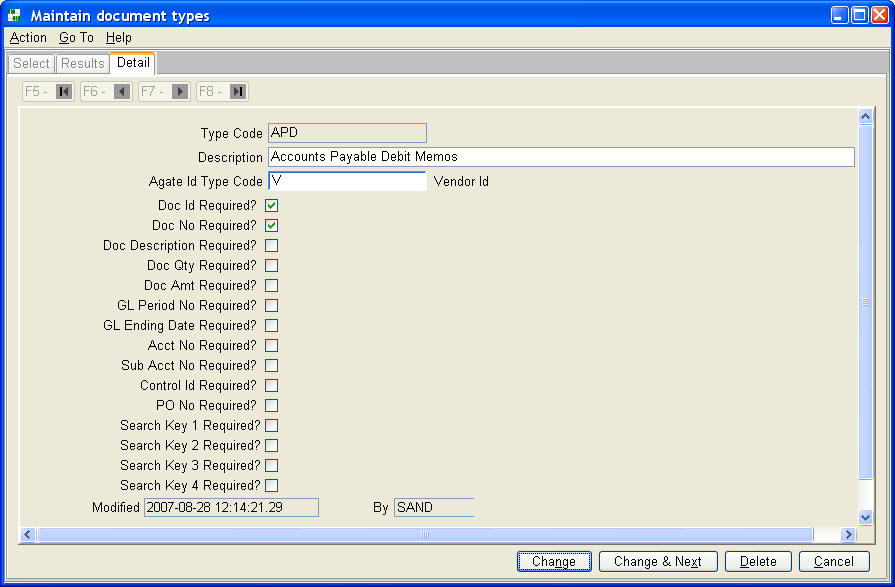 Maintain document types
Action Go To Help
Select Results Detail
F5 - F6 - F7 - F8 -
Type Code APD
Description Accounts Payable Debit Memos
Agate Id Type Code V Vendor Id
Doc Id Required?
Doc No Required?
Doc Description Required?
Doc Qty Required?
Doc Amt Required?
GL Period No Required?
GL Ending Date Required?
Acct No Required?
Sub Acct No Required?
Control Id Required?
PO No Required?
Search Key 1 Required?
Search Key 2 Required?
Search Key 3 Required?
Search Key 4 Required?
Modified 2007-08-28 12:14:21.29 By SAND
Change Change & Next Delete Cancel